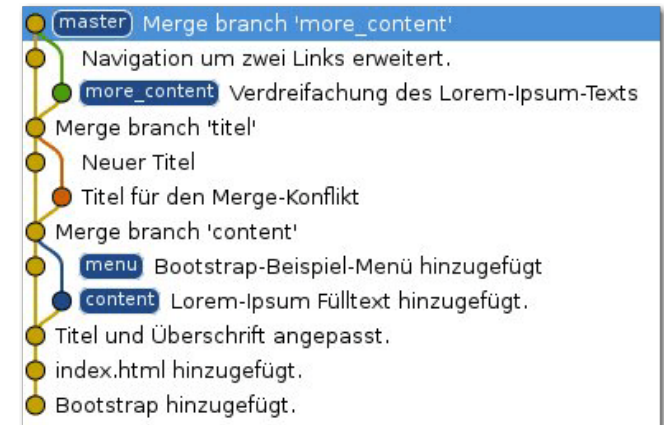 master Merge branch 'more_content'
Navigation um zwei Links erweitert.
more_content Verdreifachung des Lorem-Ipsum-Texts
Merge branch 'titel'
Neuer Titel
Titel für den Merge-Konflikt
Merge branch 'content'
menu Bootstrap-Beispiel-Menü hinzugefügt
content Lorem-Ipsum Fülltext hinzugefügt.
Titel und Überschrift angepasst.
index.html hinzugefügt.
Bootstrap hinzugefügt.